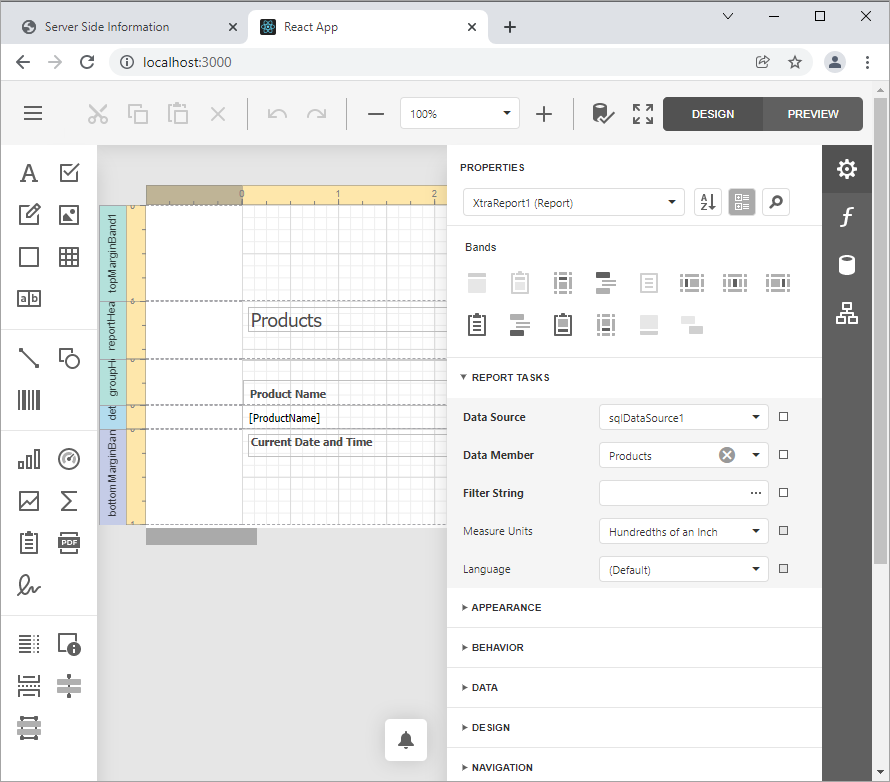 Server Side Information
React App
localhost:3000
100%
DESIGN
PREVIEW
PROPERTIES
XtraReport1 (Report)
A
Z
Bands
0 1 2
topMarginBand1
reportHea
groupH
det
bottomMarginBan
Products
Product Name
[ProductName]
Current Date and Time
A
a b
PDF
REPORT TASKS
Data Source
sqlDataSource1
Data Member
Products
Filter String
...
Measure Units
Hundredths of an Inch
Language
(Default)
APPEARANCE
BEHAVIOR
DATA
DESIGN
NAVIGATION